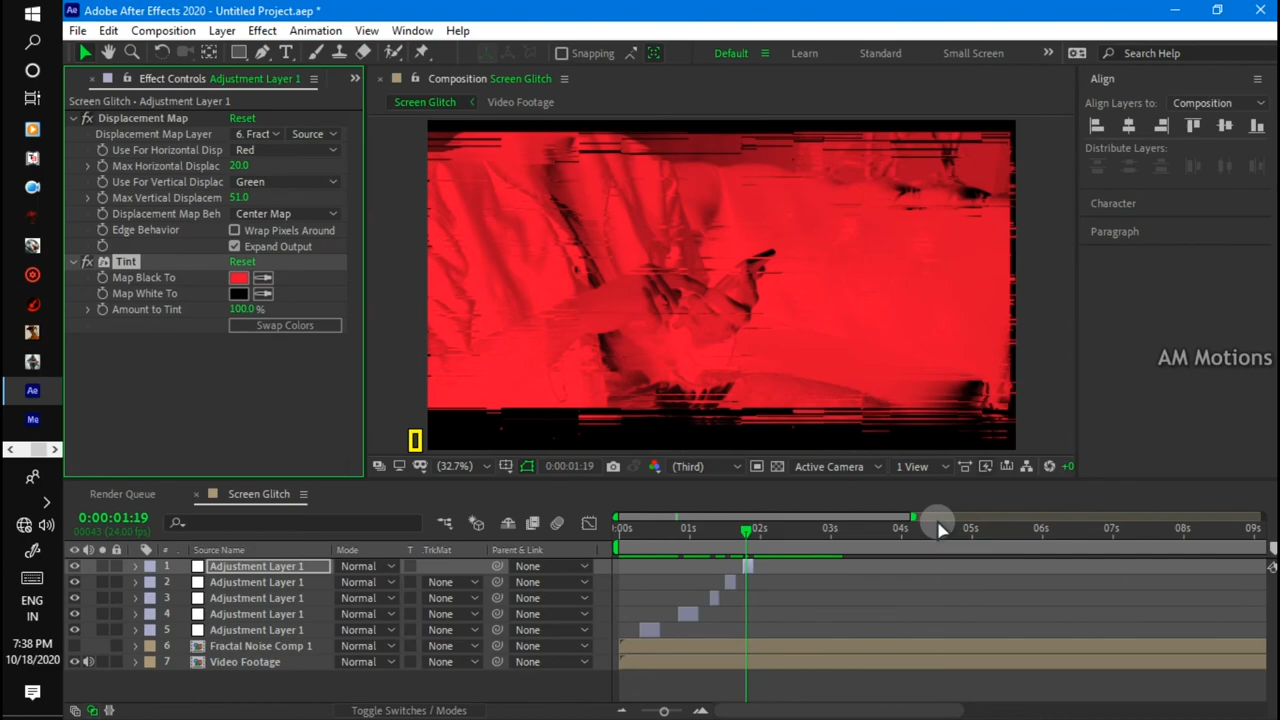 Adobe After Effects 2020 - Untitled Project.aep *
File Edit Composition Layer Effect Animation View Window Help
Snapping Default Learn Standard Small Screen Search Help
Effect Controls Adjustment Layer 1
Screen Glitch • Adjustment Layer 1
Displacement Map Reset
Displacement Map Layer 6. Fract Source
Use For Horizontal Disp Red
Max Horizontal Displac 20.0
Use For Vertical Displac Green
Max Vertical Displacem 51.0
Displacement Map Beh Center Map
Edge Behavior Wrap Pixels Around
Expand Output
Tint Reset
Map Black To
Map White To
Amount to Tint 100.0 %
Swap Colors
Composition Screen Glitch
Screen Glitch Video Footage
(32.7%) 0:00:01:19 (Third) Active Camera 1 View +0
Align
Align Layers to: Composition
Distribute Layers:
Character
Paragraph
AM Motions
Render Queue Screen Glitch
0:00:01:19
00043 (24.00 fps)
:00s 01s 02s 03s 04s 05s 06s 07s 08s 09s
# Source Name Mode T .TrkMat Parent & Link
1 Adjustment Layer 1 Normal None
2 Adjustment Layer 1 Normal None None
3 Adjustment Layer 1 Normal None None
4 Adjustment Layer 1 Normal None None
5 Adjustment Layer 1 Normal None None
6 Fractal Noise Comp 1 Normal None None
7 Video Footage Normal None None
Toggle Switches / Modes
Ae
Me
ENG
IN
7:38 PM
10/18/2020